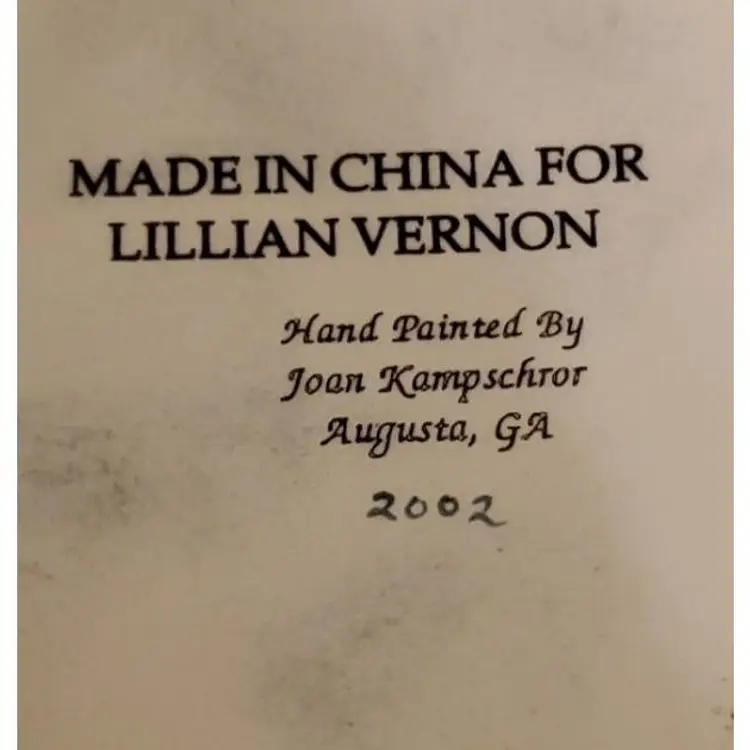 MADE IN CHINA FOR
LILLIAN VERNON
Hand Painted By
Joan Kampschror
Augusta, GA
2002